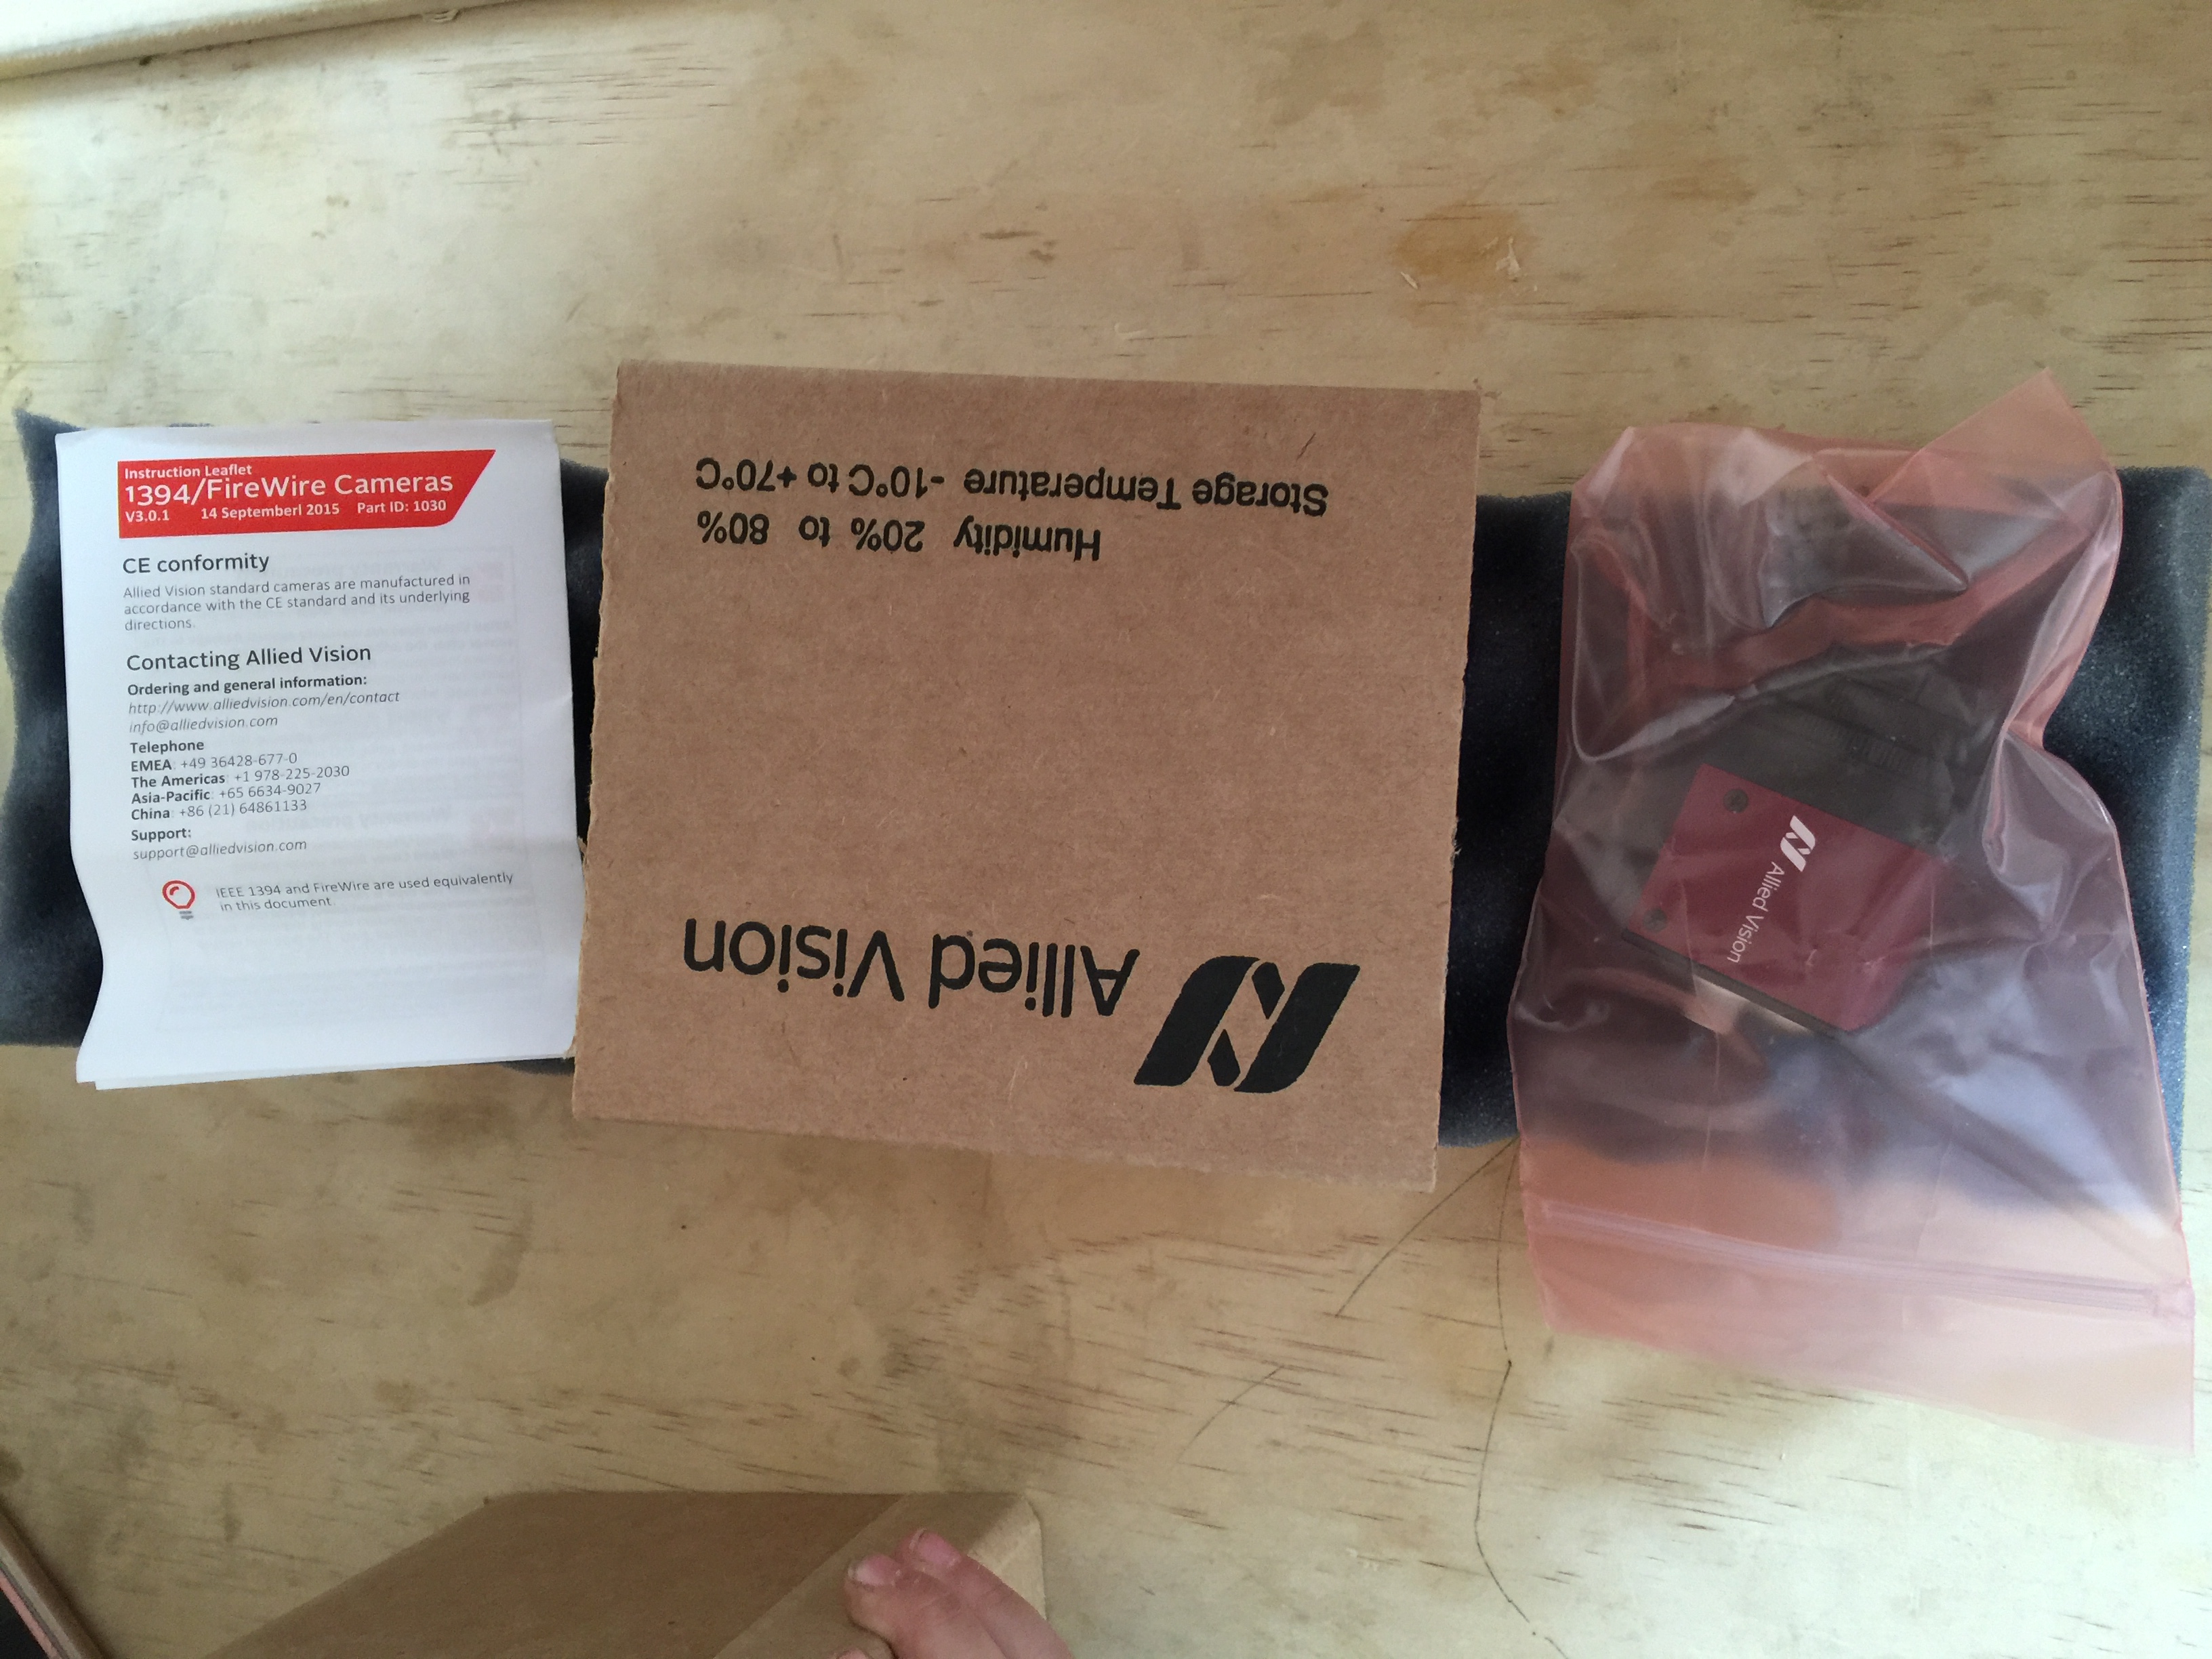 Instruction Leaflet
1394/FireWire Cameras
V3.0.1 14 Septemberl 2015 Part ID: 1030
CE conformity
Allied Vision standard cameras are manufactured in
accordance with the CE standard and its underlying
directions.
Contacting Allied Vision
Ordering and general information:
http://www.alliedvision.com/en/contact
info@alliedvision.com
Telephone
EMEA: +49 36428-677-0
The Americas: +1 978-225-2030
Asia-Pacific: +65 6634-9027
China: +86 (21) 64861133
Support:
support@alliedvision.com
IEEE 1394 and FireWire are used equivalently
in this document.
Allied Vision
Humidity 20% to 80%
Storage Temperature -10°C to +70°C
Allied Vision